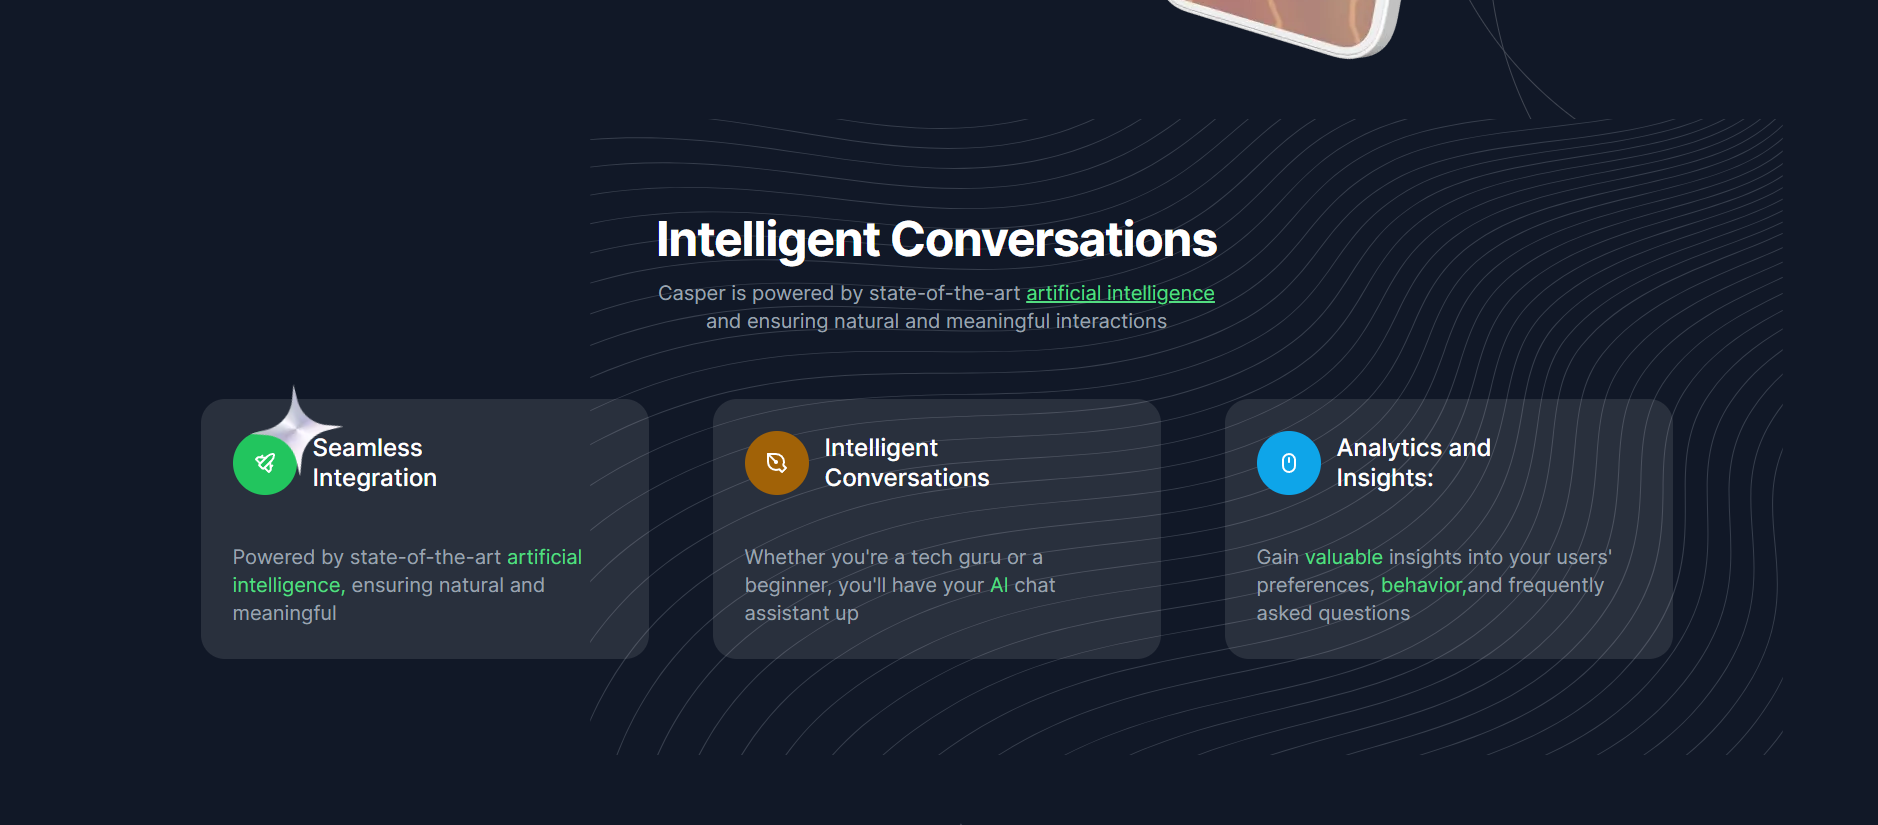 Intelligent Conversations
Casper is powered by state-of-the-art artificial intelligence
and ensuring natural and meaningful interactions
Seamless
Integration
Powered by state-of-the-art artificial
intelligence, ensuring natural and
meaningful
Intelligent
Conversations
Whether you're a tech guru or a
beginner, you'll have your AI chat
assistant up
Analytics and
Insights:
Gain valuable insights into your users'
preferences, behavior,and frequently
asked questions